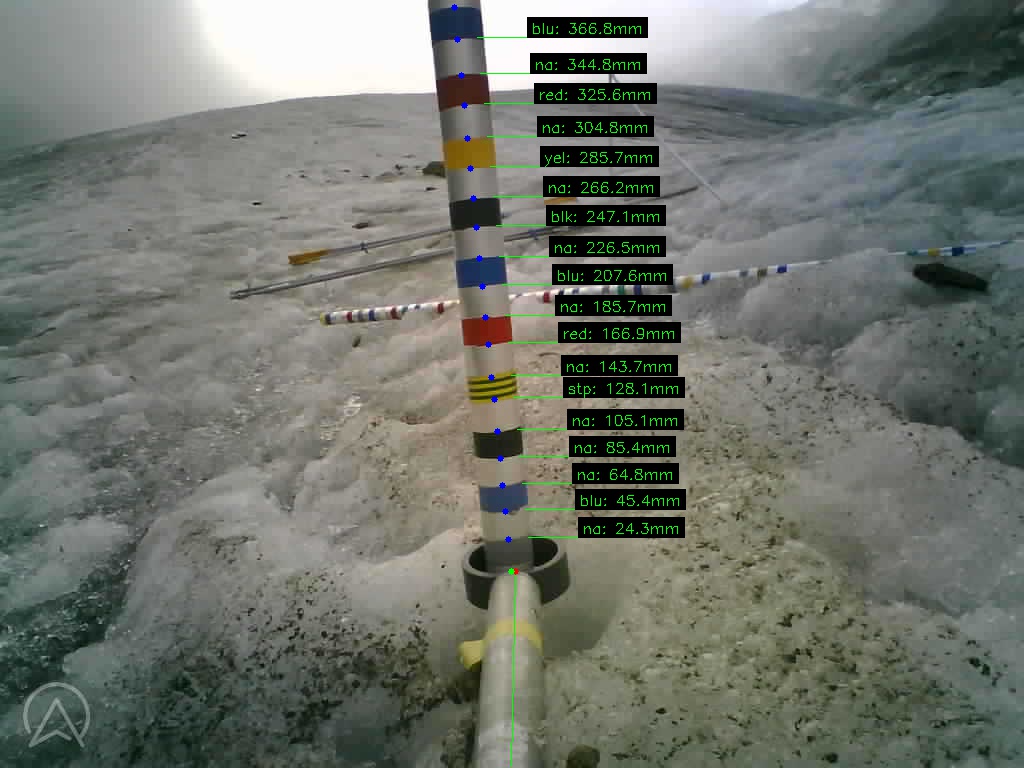 blu: 366.8mm
na: 344.8mm
red: 325.6mm
na: 304.8mm
yel: 285.7mm
na: 266.2mm
blk: 247.1mm
na: 226.5mm
blu: 207.6mm
na: 185.7mm
red: 166.9mm
na: 143.7mm
stp: 128.1mm
na: 105.1mm
na: 85.4mm
na: 64.8mm
blu: 45.4mm
na: 24.3mm